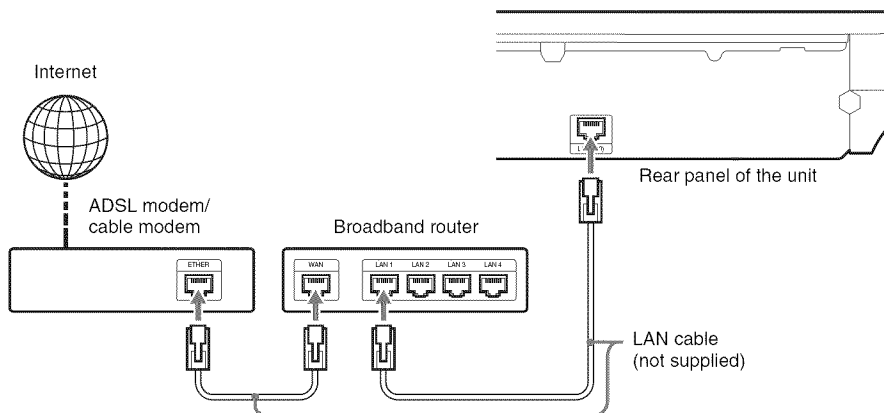 Internet
Rear panel of the unit
ADSL modem/
cable modem
Broadband router
ETHER
WAN
LAN 1
LAN 2
LAN 3
LAN 4
LAN cable
(not supplied)